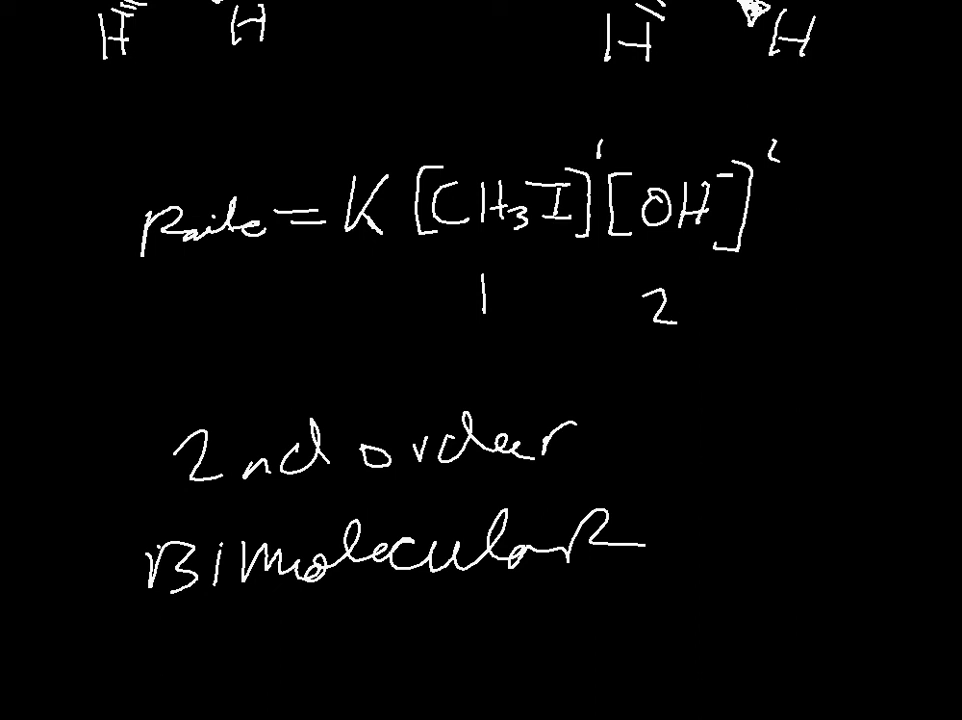 H H H H
Rate = K [CH₃I]¹ [OH⁻]²
1 2
2nd order
Bimolecular